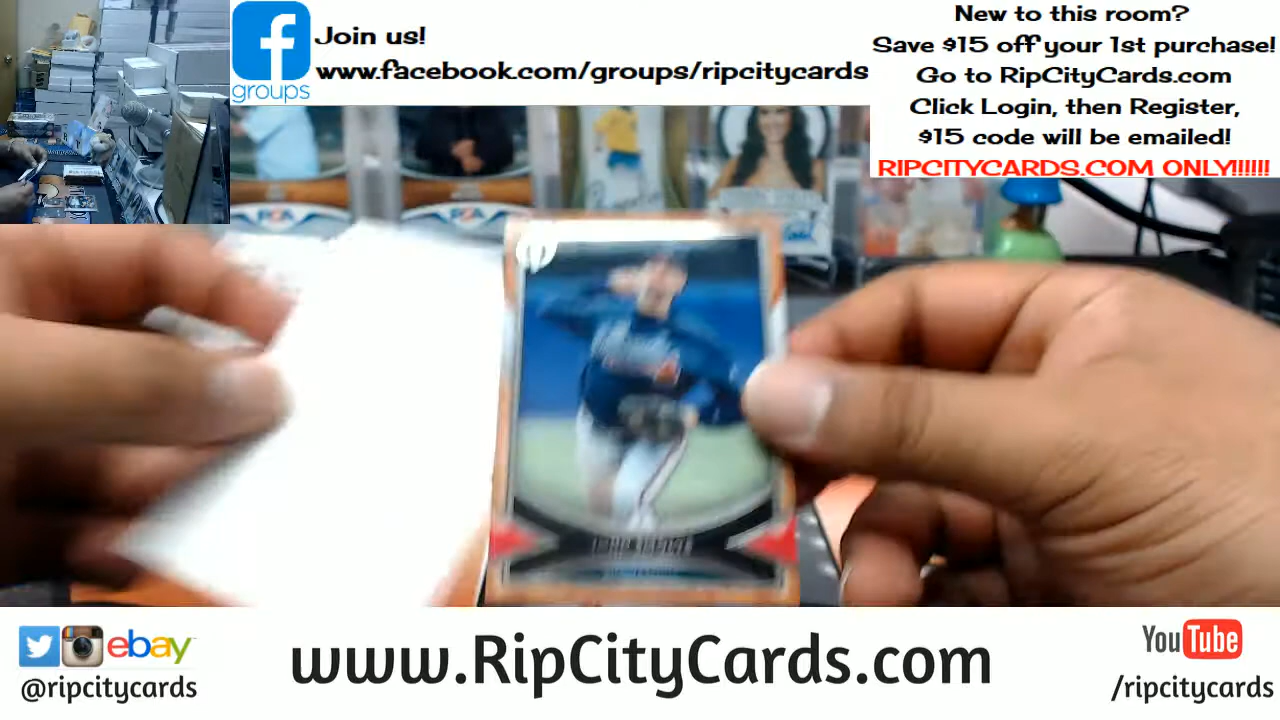 f
groups
Join us!
www.facebook.com/groups/ripcitycards
New to this room?
Save $15 off your 1st purchase!
Go to RipCityCards.com
Click Login, then Register,
$15 code will be emailed!
RIPCITYCARDS.COM ONLY!!!!!!
ebay
@ripcitycards
www.RipCityCards.com
YouTube
/ripcitycards